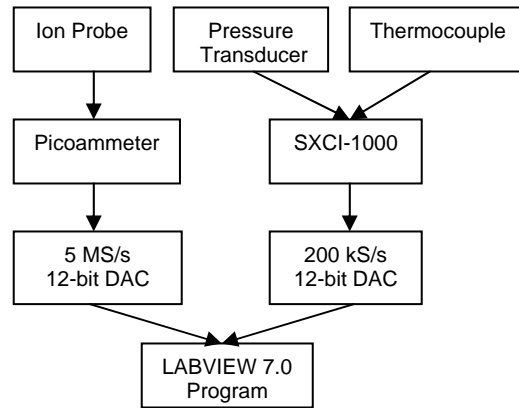 Ion Probe
Pressure
Transducer
Thermocouple
Picoammeter
SXCI-1000
5 MS/s
12-bit DAC
200 kS/s
12-bit DAC
LABVIEW 7.0
Program